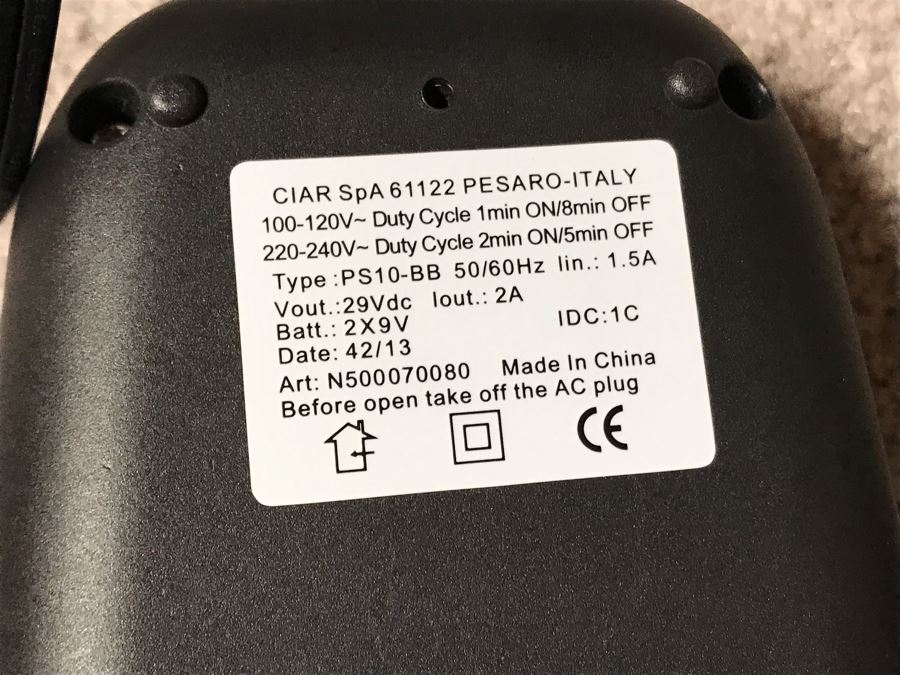 CIAR SpA 61122 PESARO-ITALY
100-120V~ Duty Cycle 1min ON/8min OFF
220-240V~ Duty Cycle 2min ON/5min OFF
Type :PS10-BB 50/60Hz Iin.: 1.5A
Vout.:29Vdc Iout.: 2A
Batt.: 2X9V IDC:1C
Date: 42/13
Art: N500070080 Made In China
Before open take off the AC plug
CE